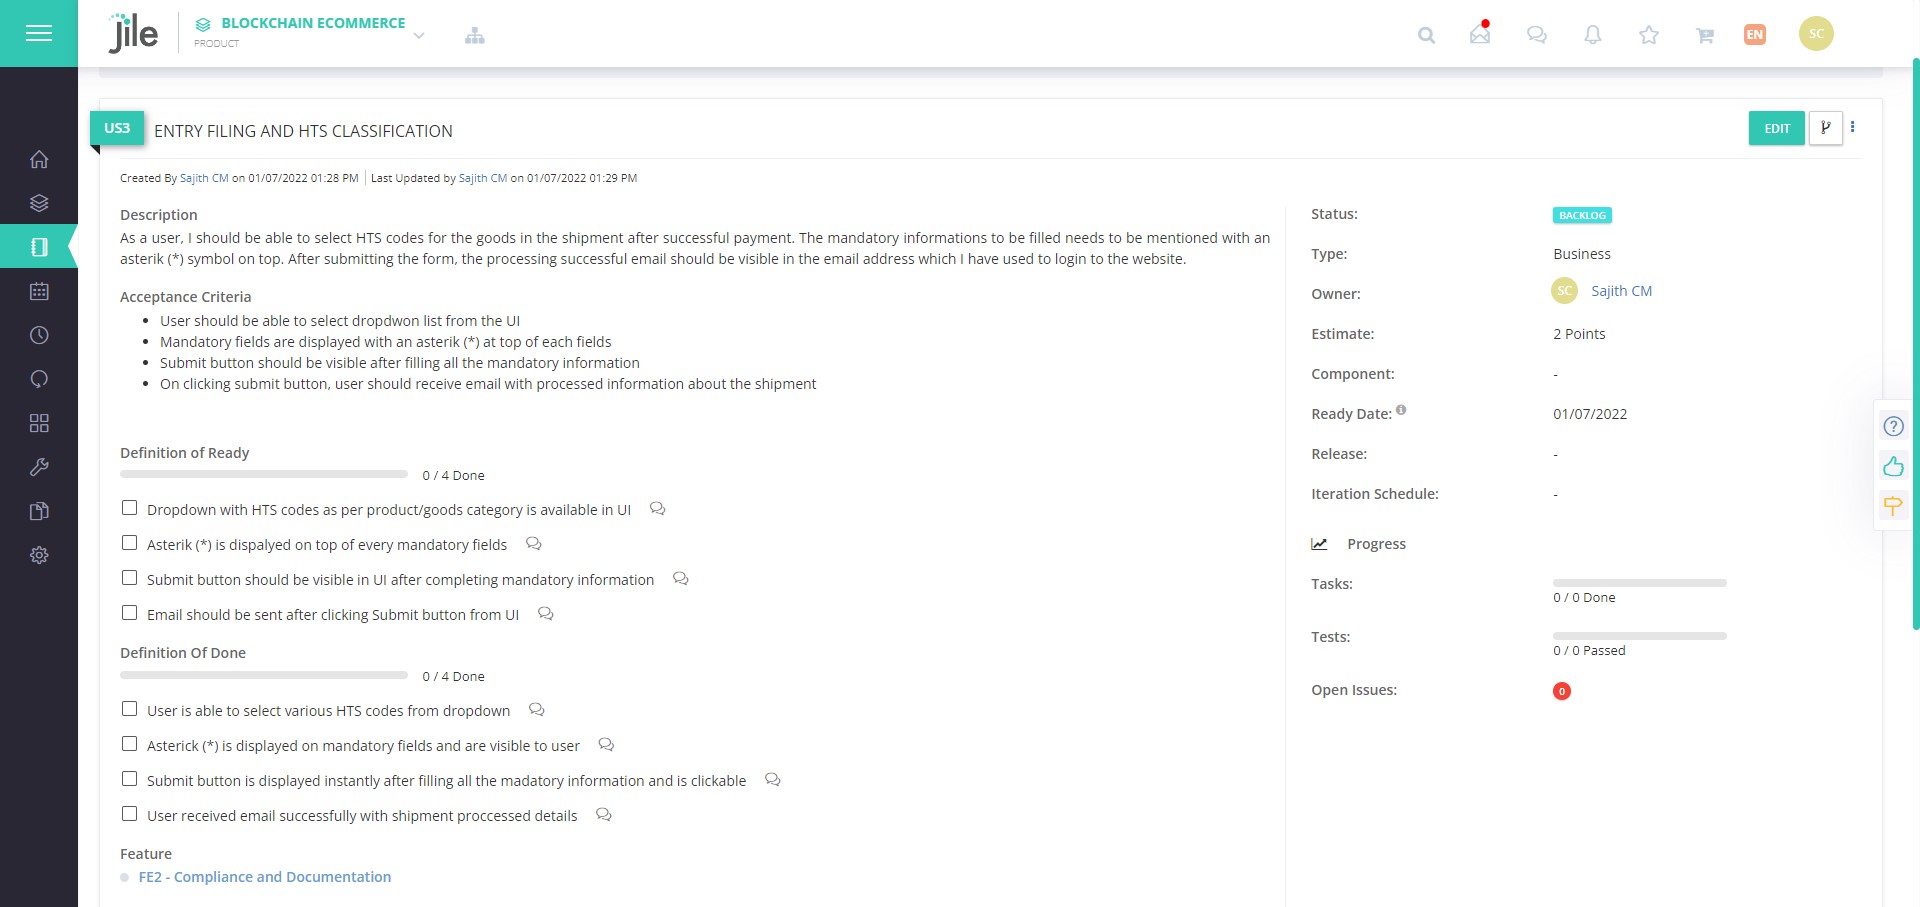 jile
BLOCKCHAIN ECOMMERCE
PRODUCT
EN
SC
US3
ENTRY FILING AND HTS CLASSIFICATION
EDIT
Created By Sajith CM on 01/07/2022 01:28 PM | Last Updated by Sajith CM on 01/07/2022 01:29 PM
Description
As a user, I should be able to select HTS codes for the goods in the shipment after successful payment. The mandatory informations to be filled needs to be mentioned with an
asterik (*) symbol on top. After submitting the form, the processing successful email should be visible in the email address which I have used to login to the website.
Acceptance Criteria
• User should be able to select dropdwon list from the UI
• Mandatory fields are displayed with an asterik (*) at top of each fields
• Submit button should be visible after filling all the mandatory information
• On clicking submit button, user should receive email with processed information about the shipment
Definition of Ready
0 / 4 Done
Dropdown with HTS codes as per product/goods category is available in UI
Asterik (*) is dispalyed on top of every mandatory fields
Submit button should be visible in UI after completing mandatory information
Email should be sent after clicking Submit button from UI
Definition Of Done
0 / 4 Done
User is able to select various HTS codes from dropdown
Asterick (*) is displayed on mandatory fields and are visible to user
Submit button is displayed instantly after filling all the madatory information and is clickable
User received email successfully with shipment proccessed details
Feature
FE2 - Compliance and Documentation
Status: BACKLOG
Type: Business
Owner: SC Sajith CM
Estimate: 2 Points
Component: -
Ready Date: 01/07/2022
Release: -
Iteration Schedule: -
Progress
Tasks:
0 / 0 Done
Tests:
0 / 0 Passed
Open Issues: 0